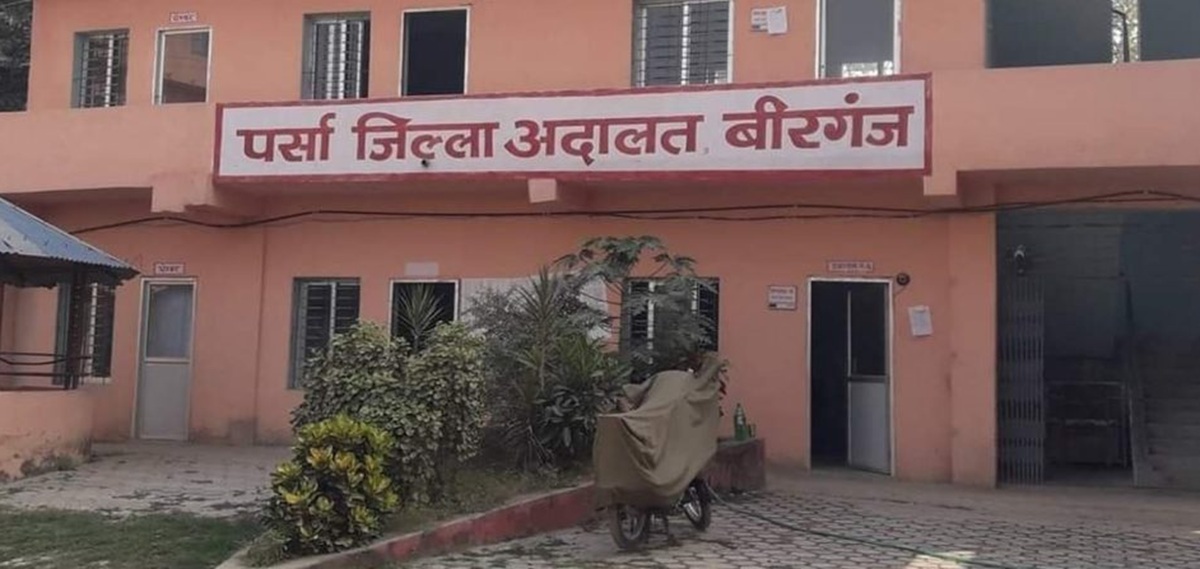 पर्सा जिल्ला अदालत, बीरगंज